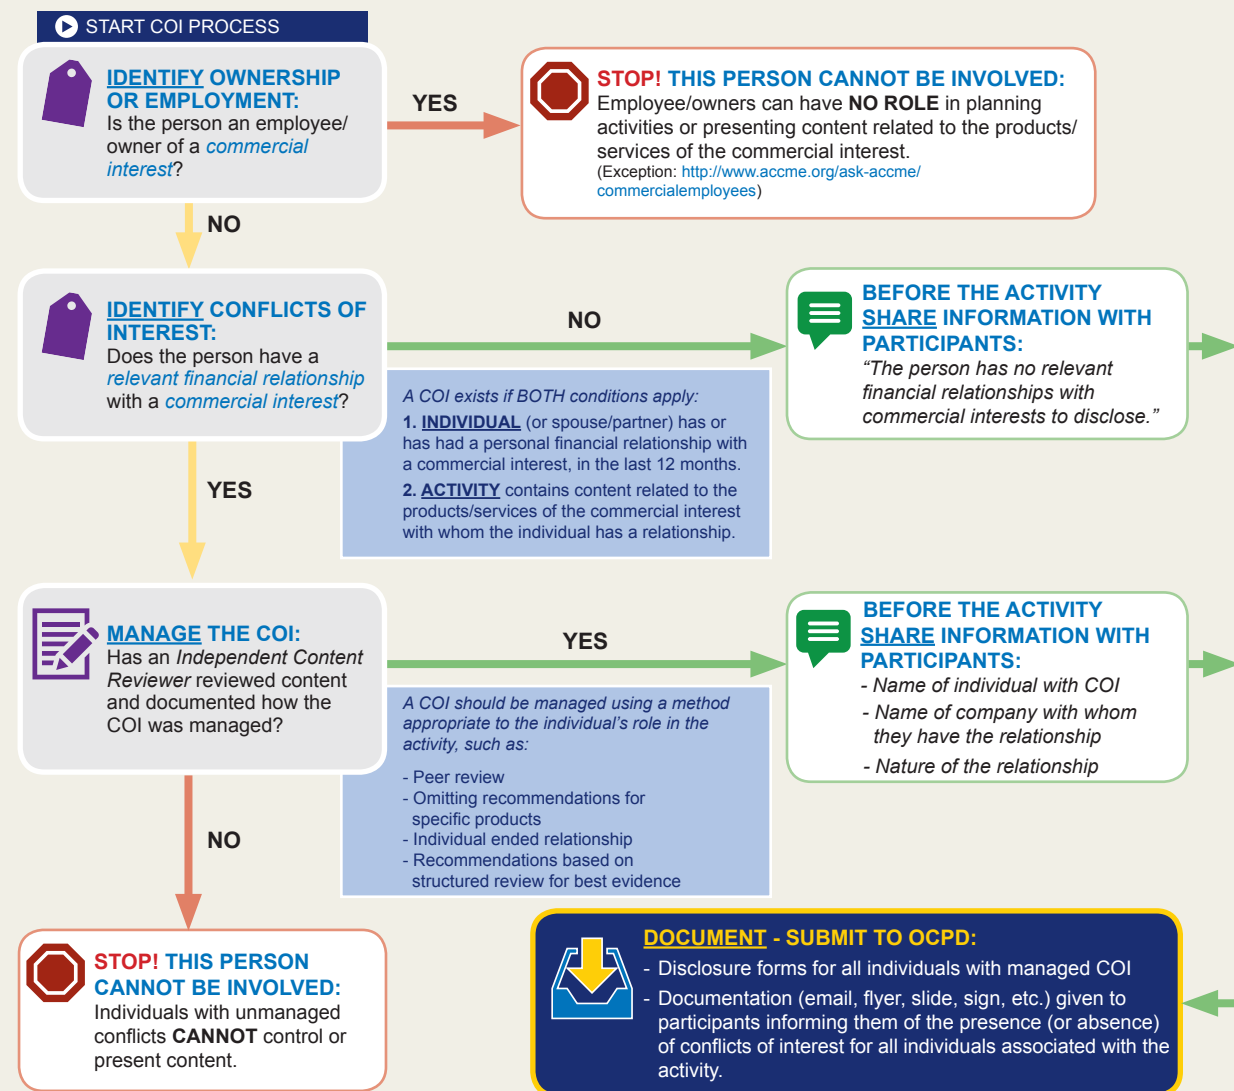 START COI PROCESS
IDENTIFY OWNERSHIP
OR EMPLOYMENT:
Is the person an employee/
owner of a commercial
interest?
YES
STOP! THIS PERSON CANNOT BE INVOLVED:
Employee/owners can have NO ROLE in planning
activities or presenting content related to the products/
services of the commercial interest.
(Exception: http://www.accme.org/ask-accme/
commercialemployees)
NO
IDENTIFY CONFLICTS OF
INTEREST:
Does the person have a
relevant financial relationship
with a commercial interest?
NO
BEFORE THE ACTIVITY
SHARE INFORMATION WITH
PARTICIPANTS:
“The person has no relevant
financial relationships with
commercial interests to disclose.”
A COI exists if BOTH conditions apply:
1. INDIVIDUAL (or spouse/partner) has or
has had a personal financial relationship with
a commercial interest, in the last 12 months.
2. ACTIVITY contains content related to the
products/services of the commercial interest
with whom the individual has a relationship.
YES
MANAGE THE COI:
Has an Independent Content
Reviewer reviewed content
and documented how the
COI was managed?
YES
BEFORE THE ACTIVITY
SHARE INFORMATION WITH
PARTICIPANTS:
- Name of individual with COI
- Name of company with whom
they have the relationship
- Nature of the relationship
A COI should be managed using a method
appropriate to the individual’s role in the
activity, such as:
- Peer review
- Omitting recommendations for
specific products
- Individual ended relationship
- Recommendations based on
structured review for best evidence
NO
STOP! THIS PERSON
CANNOT BE INVOLVED:
Individuals with unmanaged
conflicts CANNOT control or
present content.
DOCUMENT - SUBMIT TO OCPD:
- Disclosure forms for all individuals with managed COI
- Documentation (email, flyer, slide, sign, etc.) given to
participants informing them of the presence (or absence)
of conflicts of interest for all individuals associated with the
activity.